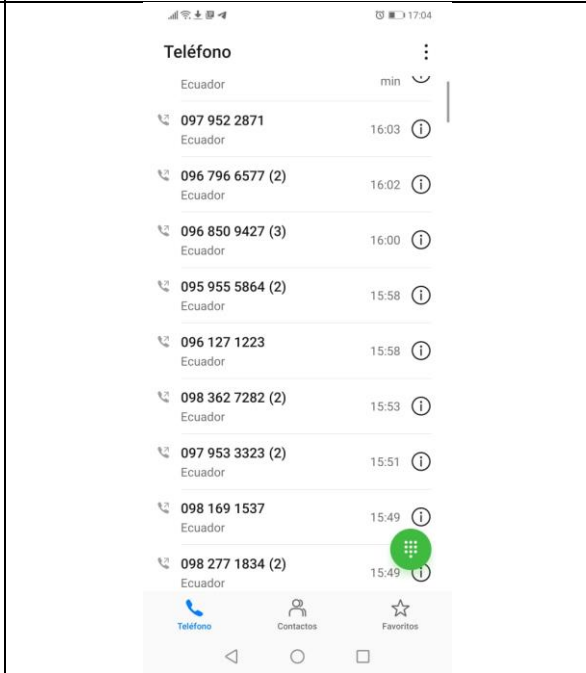 17:04
Teléfono
Ecuador
min
097 952 2871
16:03
Ecuador
096 796 6577 (2)
16:02
Ecuador
096 850 9427 (3)
16:00
Ecuador
095 955 5864 (2)
15:58
Ecuador
096 127 1223
15:58
Ecuador
098 362 7282 (2)
15:53
Ecuador
097 953 3323 (2)
15:51
Ecuador
098 169 1537
15:49
Ecuador
098 277 1834 (2)
15:49
Ecuador
Teléfono
Contactos
Favoritos